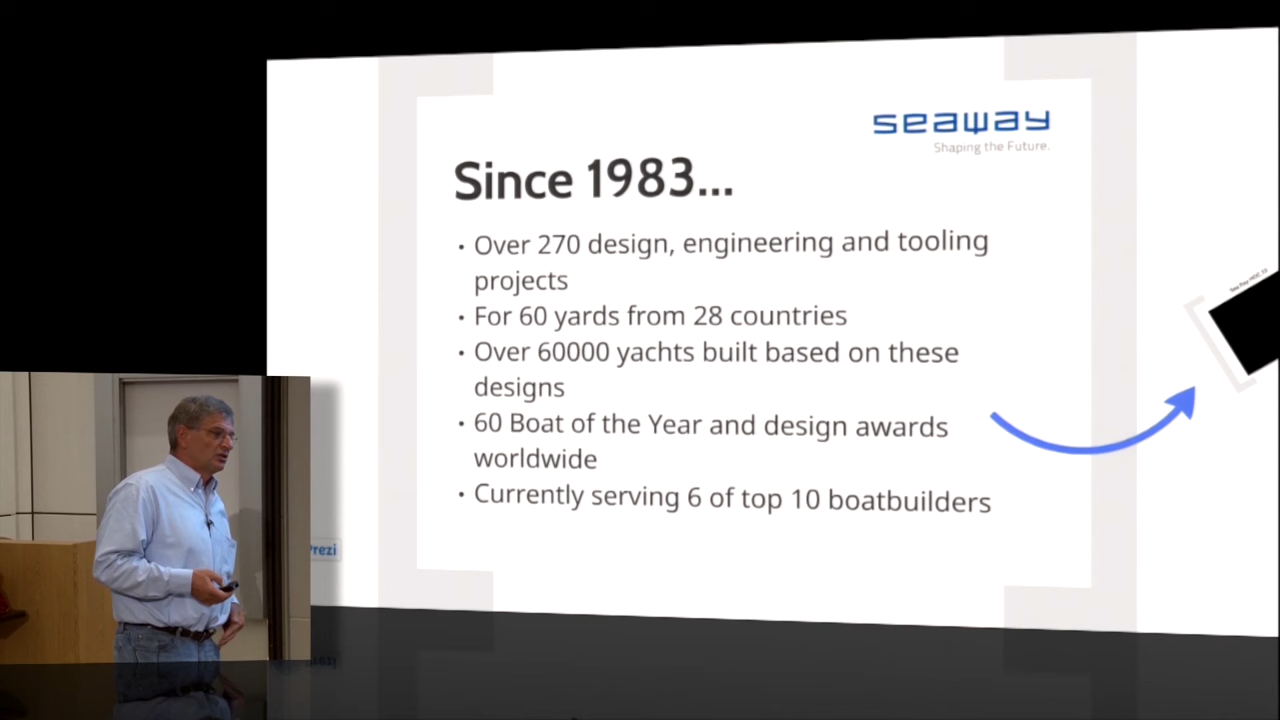 seaway
Shaping the Future.
Since 1983...
• Over 270 design, engineering and tooling
projects
• For 60 yards from 28 countries
• Over 60000 yachts built based on these
designs
• 60 Boat of the Year and design awards
worldwide
• Currently serving 6 of top 10 boatbuilders
Prezi